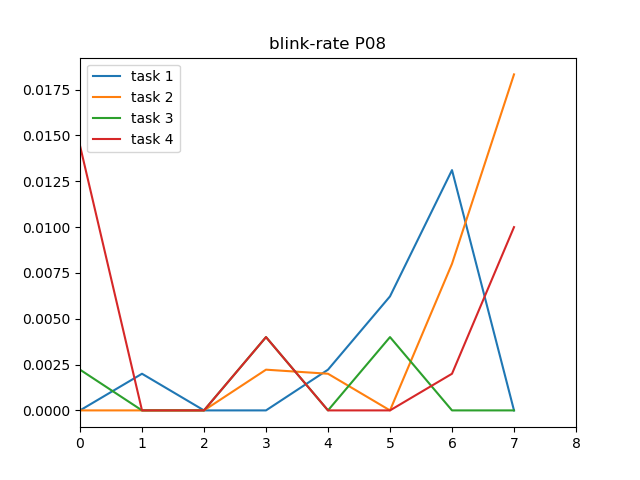 blink-rate P08
task 1
task 2
task 3
task 4
0.0175
0.0150
0.0125
0.0100
0.0075
0.0050
0.0025
0.0000
0 1 2 3 4 5 6 7 8